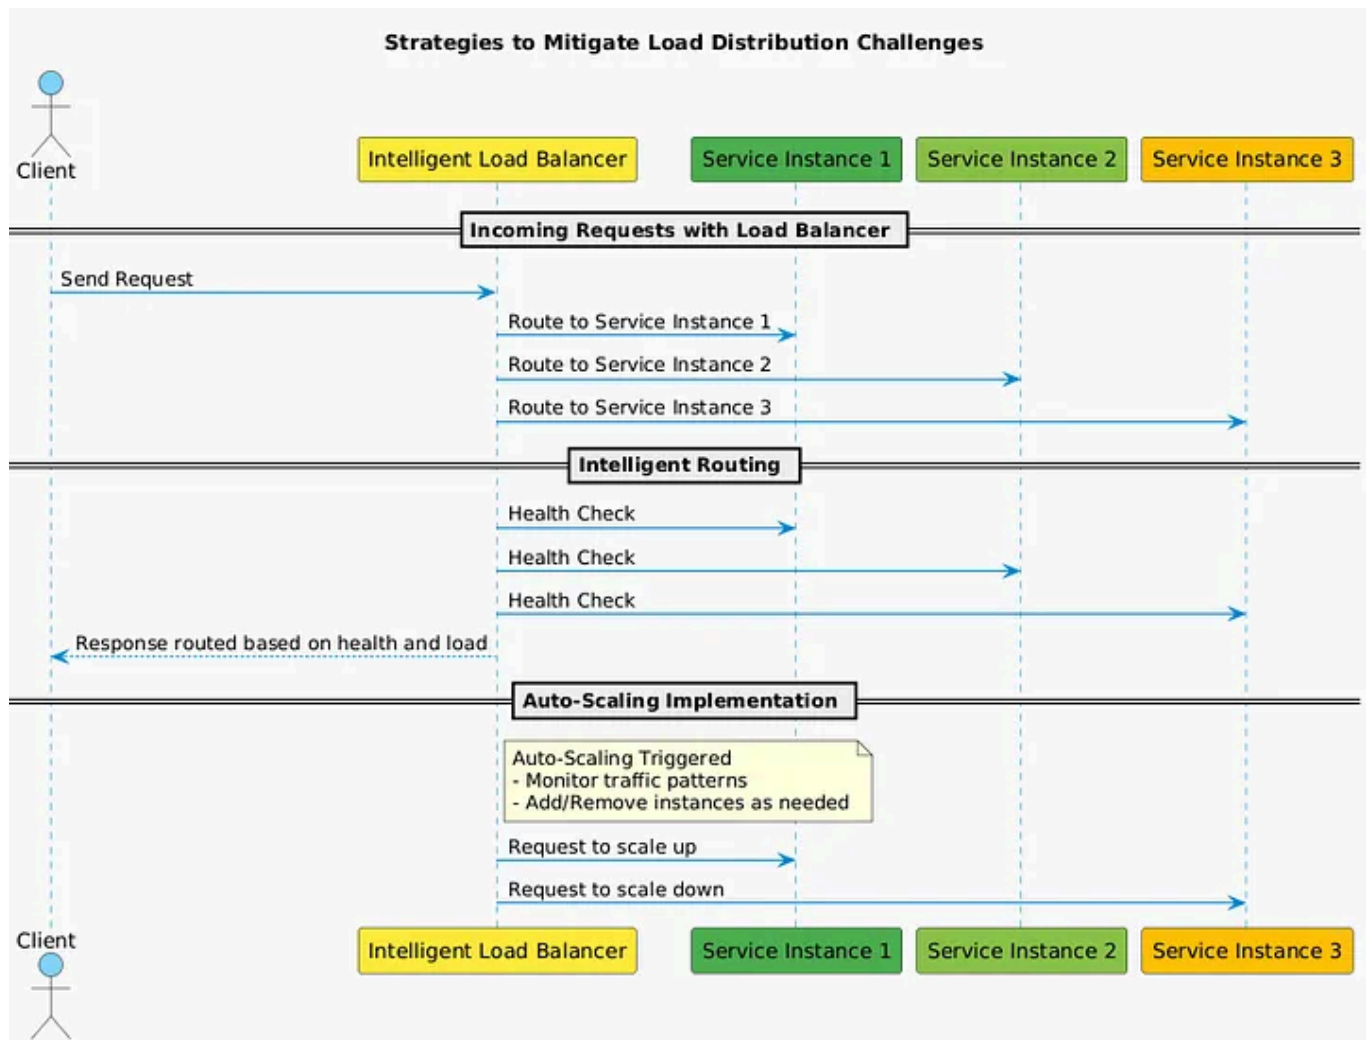 Strategies to Mitigate Load Distribution Challenges
Client
Intelligent Load Balancer
Service Instance 1
Service Instance 2
Service Instance 3
Incoming Requests with Load Balancer
Send Request
Route to Service Instance 1
Route to Service Instance 2
Route to Service Instance 3
Intelligent Routing
Health Check
Health Check
Health Check
Response routed based on health and load
Auto-Scaling Implementation
Auto-Scaling Triggered
- Monitor traffic patterns
- Add/Remove instances as needed
Request to scale up
Request to scale down
Client
Intelligent Load Balancer
Service Instance 1
Service Instance 2
Service Instance 3